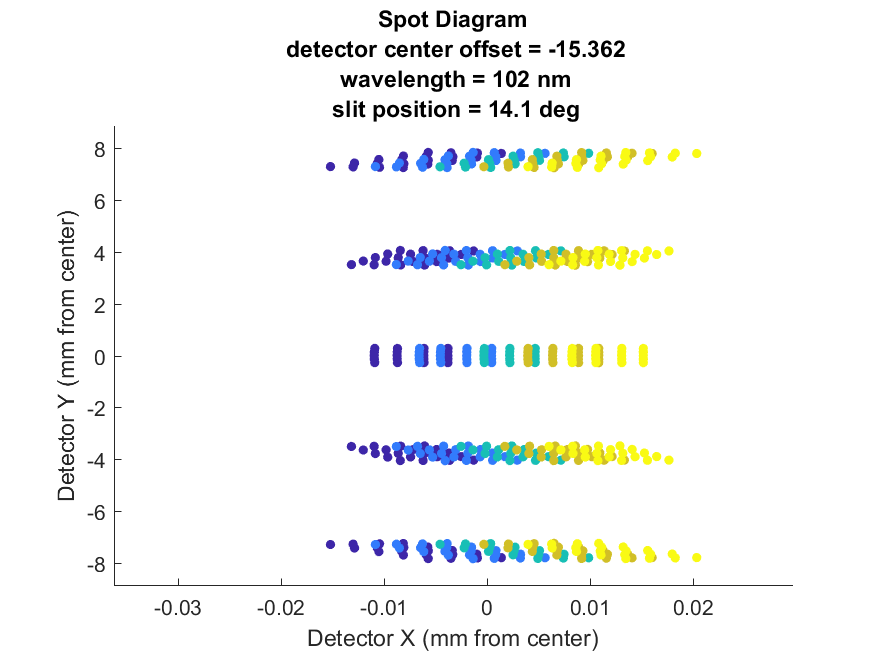 Spot Diagram
detector center offset = -15.362
wavelength = 102 nm
slit position = 14.1 deg
8
6
4
2
0
-2
-4
-6
-8
Detector Y (mm from center)
-0.03 -0.02 -0.01 0 0.01 0.02
Detector X (mm from center)